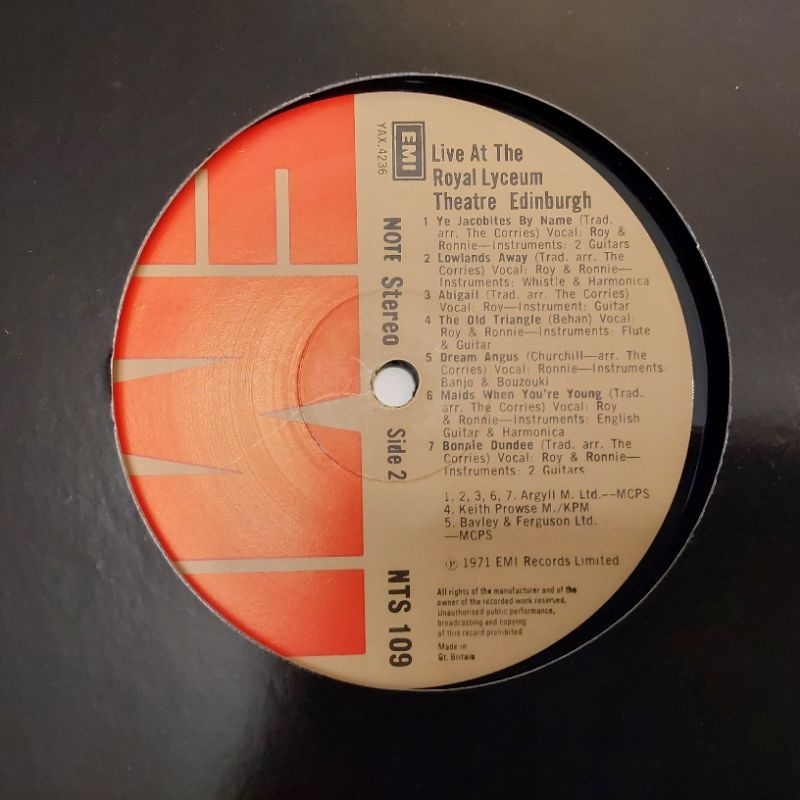 EMI
YAX.4236
NOTE Stereo
Side 2
NTS 109
Live At The
Royal Lyceum
Theatre Edinburgh
1 Ye Jacobites By Name (Trad.
arr. The Corries) Vocal: Roy &
Ronnie—Instruments: 2 Guitars
2 Lowlands Away (Trad. arr. The
Corries) Vocal: Roy & Ronnie—
Instruments: Whistle & Harmonica
3 Abigail (Trad. arr. The Corries)
Vocal: Roy—Instrument: Guitar
4 The Old Triangle (Behan) Vocal:
Roy & Ronnie—Instruments: Flute
& Guitar
5 Dream Angus (Churchill—arr. The
Corries) Vocal: Ronnie—Instruments:
Banjo & Bouzouki
6 Maids When You're Young (Trad.
arr. The Corries) Vocal: Roy
& Ronnie—Instruments: English
Guitar & Harmonica
7 Bonnie Dundee (Trad. arr. The
Corries) Vocal: Roy & Ronnie—
Instruments: 2 Guitars
1, 2, 3, 6, 7. Argyll M. Ltd.--MCPS
4. Keith Prowse M./KPM
5. Bayley & Ferguson Ltd.
—MCPS
℗ 1971 EMI Records Limited
All rights of the manufacturer and of the
owner of the recorded work reserved.
Unauthorised public performance,
broadcasting and copying
of this record prohibited
Made in
Gt. Britain